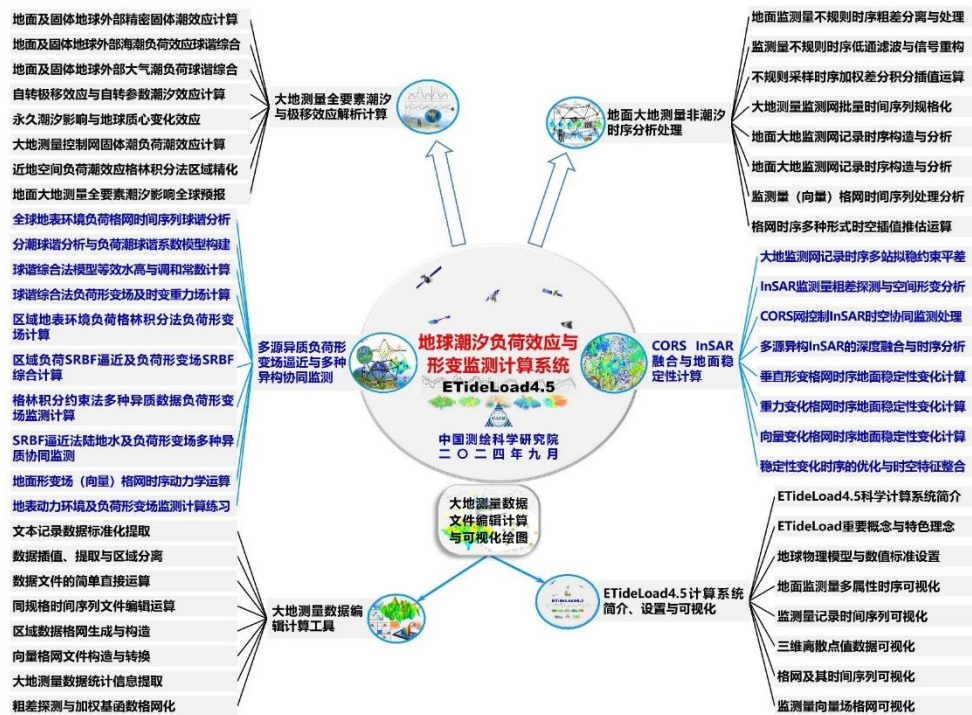 地面及固体地球外部精密固体潮效应计算
地面及固体地球外部海潮负荷效应球谐综合
地面及固体地球外部大气潮负荷球谐综合
自转极移效应与自转参数潮汐效应计算
永久潮汐影响与地球质心变化效应
大地测量控制网固体潮负潮效应计算
近地空间负荷潮效应格林积分法区域精化
地面大地测量全要素潮汐影响全球预报
大地测量全要素潮汐
与极移效应解析计算
地面监测量不规则时序粗差分离与处理
监测量不规则时序低通滤波与信号重构
不规则采样时序加权差分积分插值运算
大地测量监测网批量时间序列规格化
地面大地监测网记录时序构造与分析
地面大地监测网记录时序构造与分析
监测量（向量）格网时间序列处理分析
格网时序多种形式时空插值推估运算
地面大地测量非潮汐
时序分析处理
全球地表环境负荷格网时间序列球谐分析
分潮球谐分析与负荷潮球谐系数模型构建
球谐综合法模型等效水高与调和常数计算
球谐综合法负荷形变场及时变重力场计算
区域地表环境负荷格林积分法负荷形变
场计算
区域负荷SRBF逼近及负荷形变场SRBF
综合计算
格林积分约束法多种异质数据负荷形变
场监测计算
SRBF逼近法陆地水及负荷形变场多种异
质协同监测
地面形变场（向量）格网时序动力学运算
地表动力环境及负荷形变场监测计算练习
多源异质负荷形
变场逼近与多种
异构协同监测
地球潮汐负荷效应与
形变监测计算系统
ETideLoad4.5
中国测绘科学研究院
二〇二四年九月
CORS InSAR
融合与地面稳
定性计算
大地监测网记录时序多站拟稳约束平差
InSAR监测量粗差探测与空间形变分析
CORS网控制InSAR时空协同监测处理
多源异构InSAR的深度融合与时序分析
垂直形变格网时序地面稳定性变化计算
重力变化格网时序地面稳定性变化计算
向量变化格网时序地面稳定性变化计算
稳定性变化时序的优化与时空特征整合
大地测量数据
文件编辑计算
与可视化绘图
文本记录数据标准化提取
数据插值、提取与区域分离
数据文件的简单直接运算
同规格时间序列文件编辑运算
区域数据格网生成与构造
向量格网文件构造与转换
大地测量数据统计信息提取
粗差探测与加权基函数格网化
大地测量数据编
辑计算工具
ETideLoad4.5计算系统
简介、设置与可视化
ETideLoad4.5科学计算系统简介
ETideLoad重要概念与特色理念
地球物理模型与数值标准设置
地面监测量多属性时序可视化
监测量记录时间序列可视化
三维离散点值数据可视化
格网及其时间序列可视化
监测量向量场格网可视化